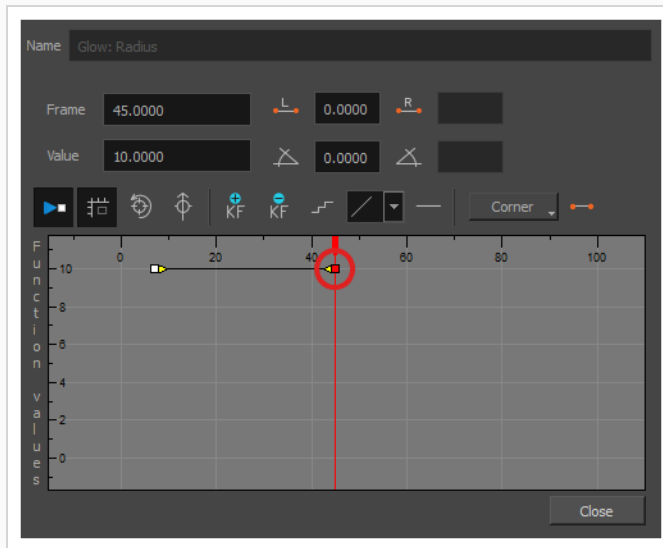 Name Glow: Radius
Frame 45.0000 L 0.0000 R
Value 10.0000 0.0000
KF KF Corner
Function values
0 20 40 60 80 100
10
8
6
4
2
0
Close